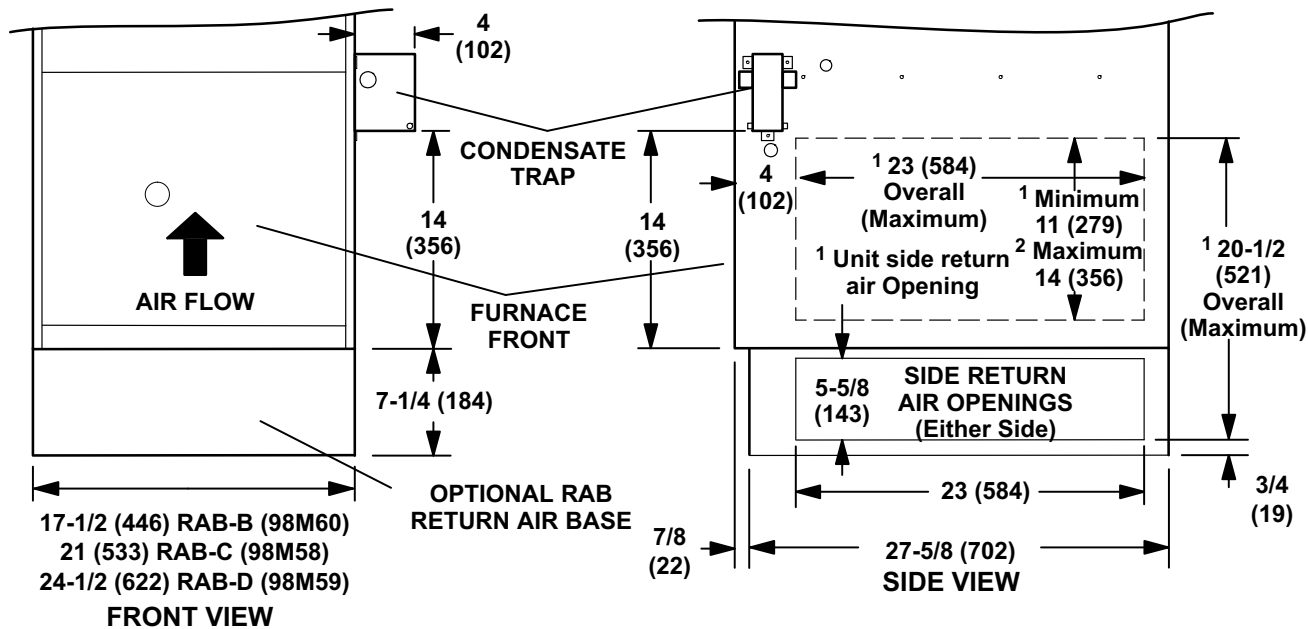 4
(102)
CONDENSATE
TRAP
14
(356)
AIR FLOW
FURNACE
FRONT
7-1/4 (184)
OPTIONAL RAB
RETURN AIR BASE
17-1/2 (446) RAB-B (98M60)
21 (533) RAB-C (98M58)
24-1/2 (622) RAB-D (98M59)
FRONT VIEW
14
(356)
4
(102)
1 23 (584)
Overall
(Maximum)
1 Minimum
11 (279)
2 Maximum
14 (356)
1 Unit side return
air Opening
1 20-1/2
(521)
Overall
(Maximum)
5-5/8
(143)
SIDE RETURN
AIR OPENINGS
(Either Side)
23 (584)
3/4
(19)
7/8
(22)
27-5/8 (702)
SIDE VIEW